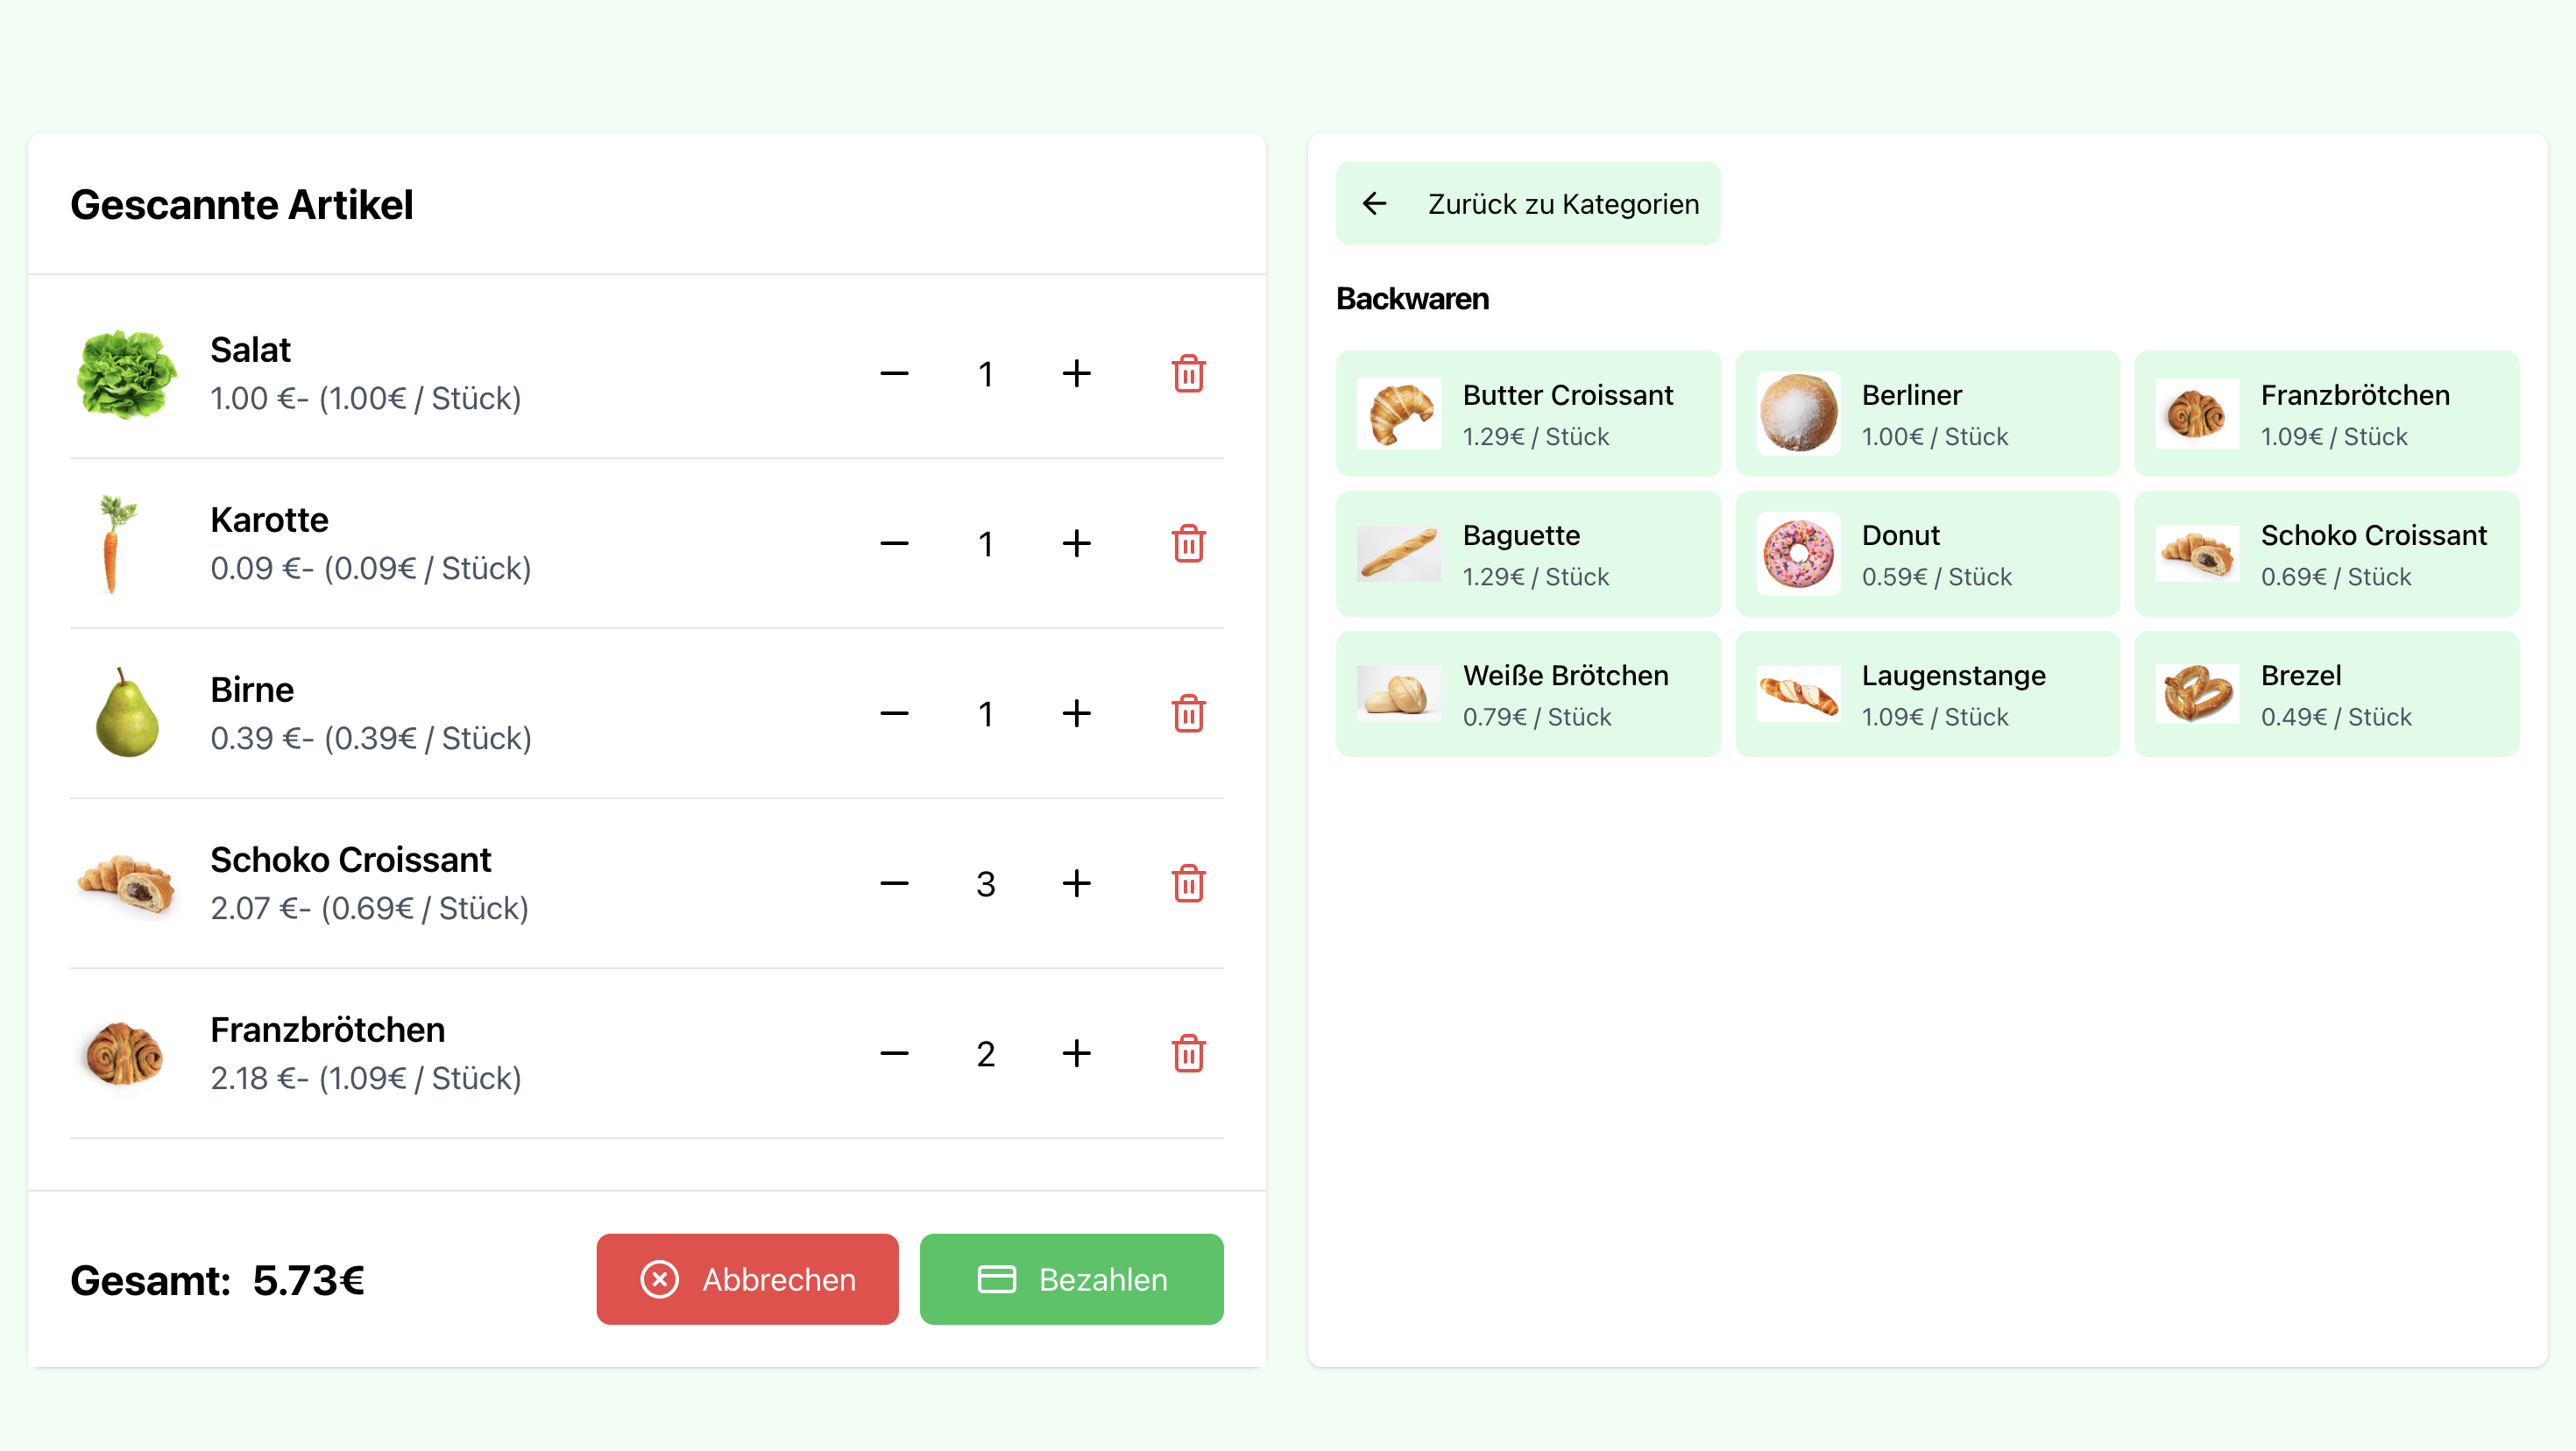 Gescannte Artikel
Salat
1.00 €- (1.00€ / Stück)
1
Karotte
0.09 €- (0.09€ / Stück)
1
Birne
0.39 €- (0.39€ / Stück)
1
Schoko Croissant
2.07 €- (0.69€ / Stück)
3
Franzbrötchen
2.18 €- (1.09€ / Stück)
2
Gesamt: 5.73€
Abbrechen
Bezahlen
Zurück zu Kategorien
Backwaren
Butter Croissant
1.29€ / Stück
Berliner
1.00€ / Stück
Franzbrötchen
1.09€ / Stück
Baguette
1.29€ / Stück
Donut
0.59€ / Stück
Schoko Croissant
0.69€ / Stück
Weiße Brötchen
0.79€ / Stück
Laugenstange
1.09€ / Stück
Brezel
0.49€ / Stück